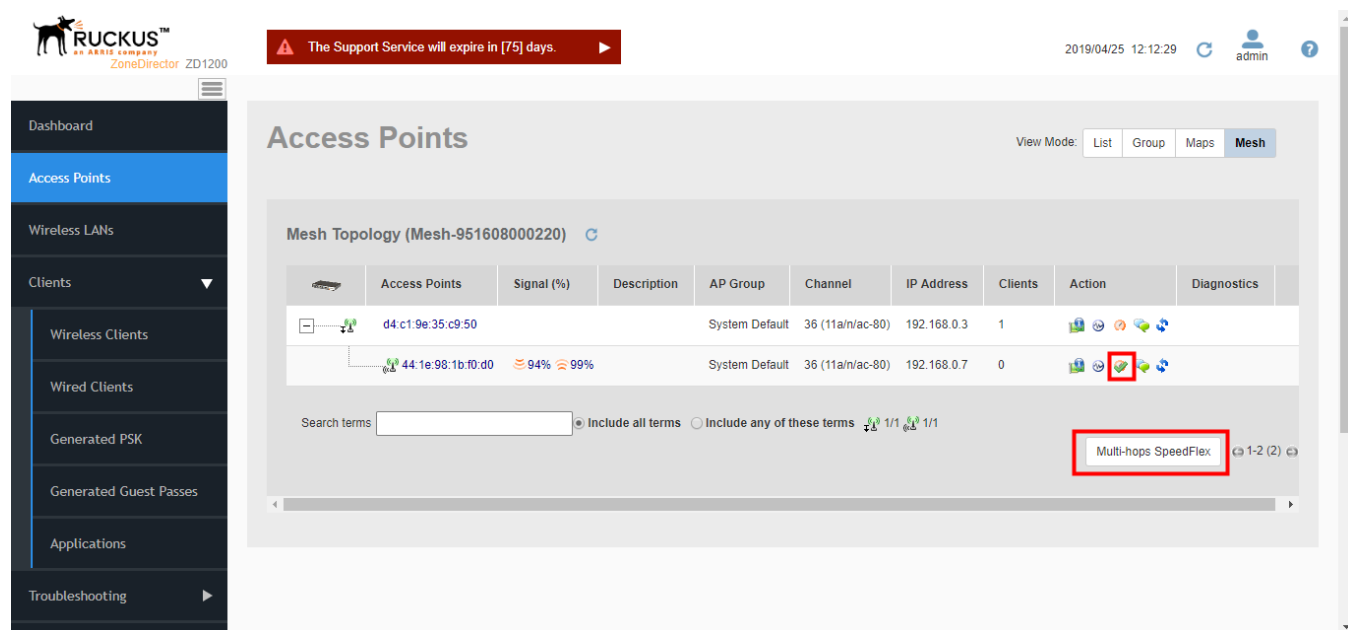 RUCKUS™
an ARRIS company
ZoneDirector ZD1200
The Support Service will expire in [75] days.
2019/04/25 12:12:29
admin
?
Dashboard
Access Points
Wireless LANs
Clients
Wireless Clients
Wired Clients
Generated PSK
Generated Guest Passes
Applications
Troubleshooting
Access Points
View Mode: List Group Maps Mesh
Mesh Topology (Mesh-951608000220)
Access Points Signal (%) Description AP Group Channel IP Address Clients Action Diagnostics
d4:c1:9e:35:c9:50 System Default 36 (11a/n/ac-80) 192.168.0.3 1
44:1e:98:1b:f0:d0 94% 99% System Default 36 (11a/n/ac-80) 192.168.0.7 0
Search terms Include all terms Include any of these terms 1/1 1/1
Multi-hops SpeedFlex 1-2 (2)